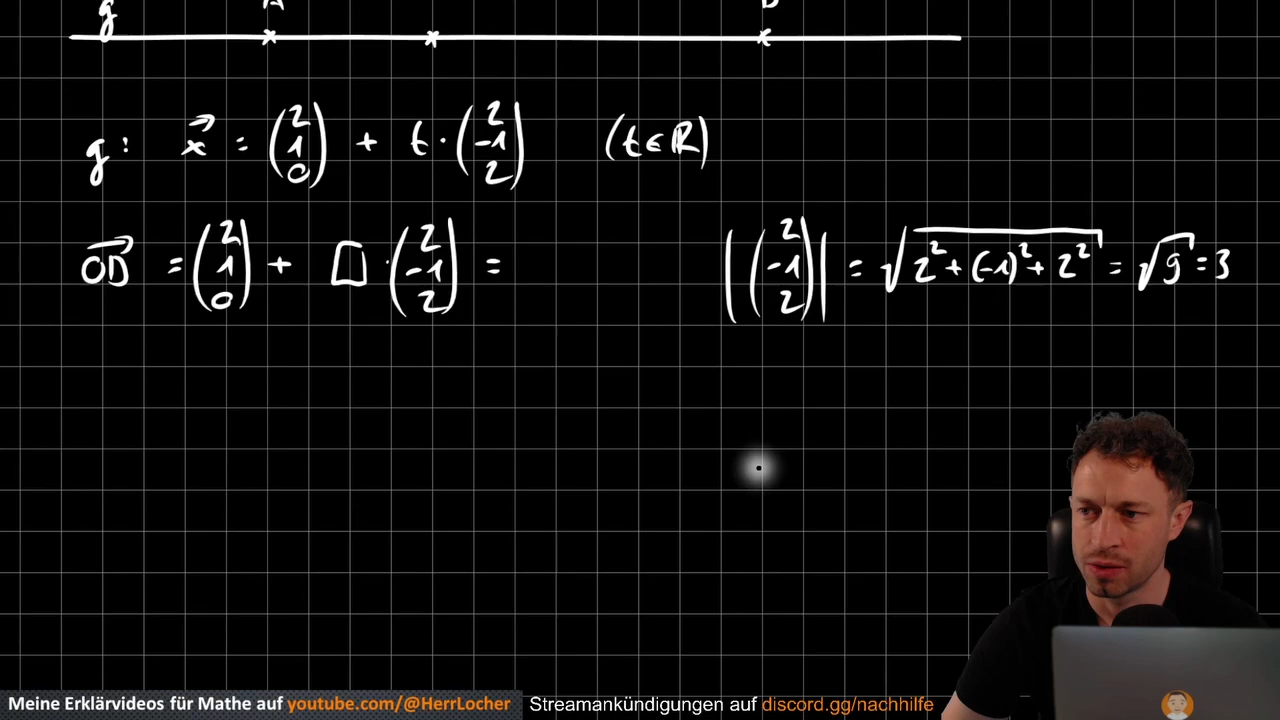 g A
g: x⃗ = (2 1 0) + t · (2 -1 2) (t ∈ ℝ)
OD⃗ = (2 1 0) + □ · (2 -1 2) = |(2 -1 2)| = √(2² + (-1)² + 2²) = √9 = 3
Meine Erklärvideos für Mathe auf youtube.com/@HerrLocher Streamankündigungen auf discord.gg/nachhilfe